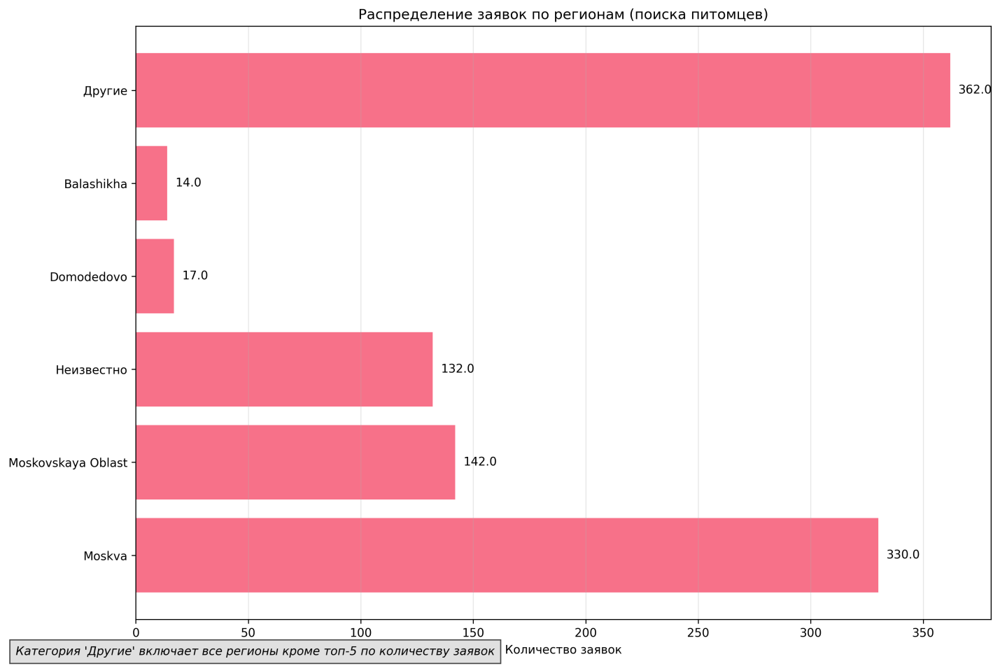 Распределение заявок по регионам (поиска питомцев)
Другие
362.0
Balashikha
14.0
Domodedovo
17.0
Неизвестно
132.0
Moskovskaya Oblast
142.0
Moskva
330.0
0 50 100 150 200 250 300 350
Категория 'Другие' включает все регионы кроме топ-5 по количеству заявок
Количество заявок